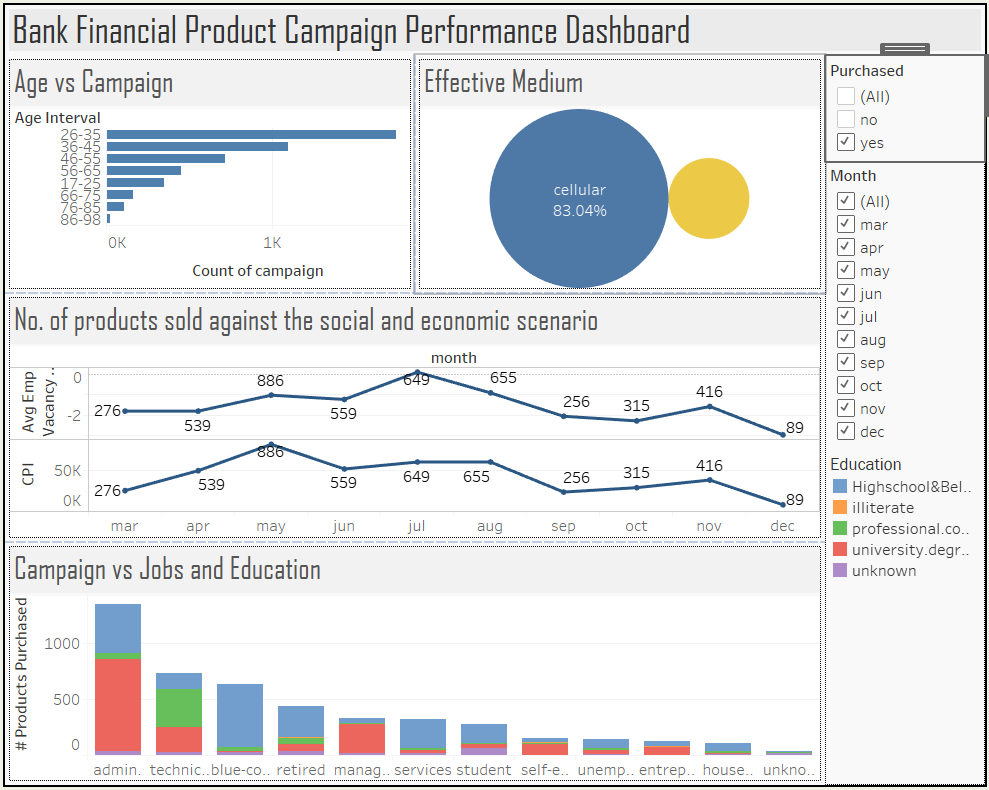 Bank Financial Product Campaign Performance Dashboard
Age vs Campaign
Age Interval
26-35
36-45
46-55
56-65
17-25
66-75
76-85
86-98
0K 1K
Count of campaign
Effective Medium
cellular
83.04%
Purchased
(All)
no
yes
Month
(All)
mar
apr
may
jun
jul
aug
sep
oct
nov
dec
Education
Highschool&Bel..
illiterate
professional.co..
university.degr..
unknown
No. of products sold against the social and economic scenario
month
Avg Emp
Vacancy ..
0
-2
276 539 886 559 649 655 256 315 416 89
CPI
50K
0K
276 539 886 559 649 655 256 315 416 89
mar apr may jun jul aug sep oct nov dec
Campaign vs Jobs and Education
# Products Purchased
1000
500
0
admin. technic.. blue-co.. retired manag.. services student self-e.. unemp.. entrep.. house.. unkno..